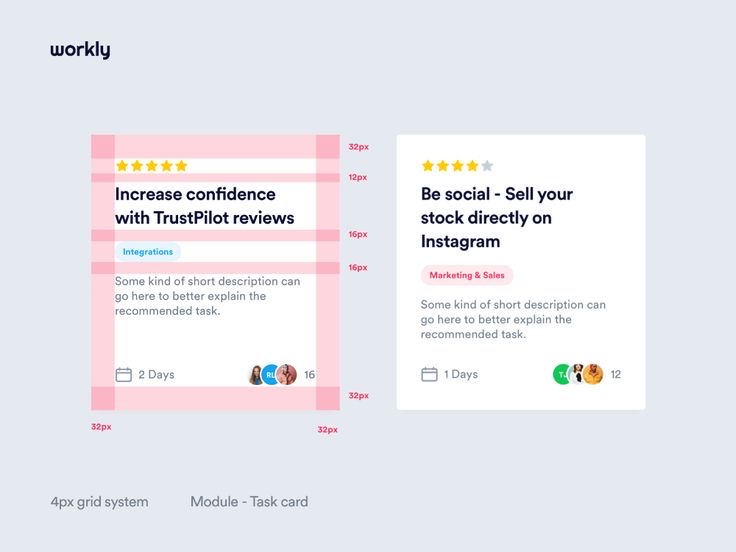 workly
32px
12px
Increase confidence
with TrustPilot reviews
16px
Integrations
16px
Some kind of short description can
go here to better explain the
recommended task.
2 Days
RL
16
32px
32px
32px
Be social - Sell your
stock directly on
Instagram
Marketing & Sales
Some kind of short description can
go here to better explain the
recommended task.
1 Days
12
4px grid system
Module - Task card